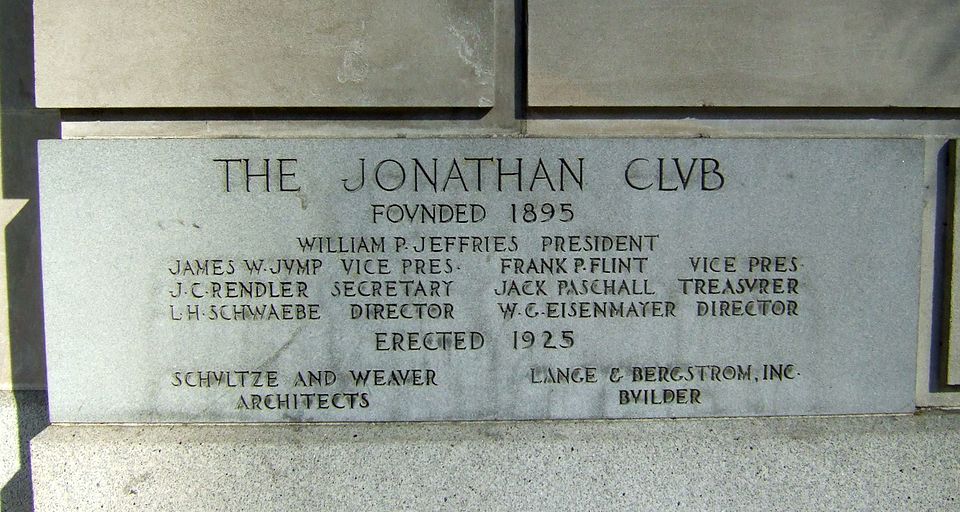 THE JONATHAN CLVB
FOVNDED 1895
WILLIAM P. JEFFRIES PRESIDENT
JAMES W. JVMP VICE PRES. FRANK P. FLINT VICE PRES.
J. C. RENDLER SECRETARY JACK PASCHALL TREASVRER
L. H. SCHWAEBE DIRECTOR W. G. EISENMAYER DIRECTOR
ERECTED 1925
SCHVLTZE AND WEAVER LANGE & BERGSTROM, INC.
ARCHITECTS BVILDER